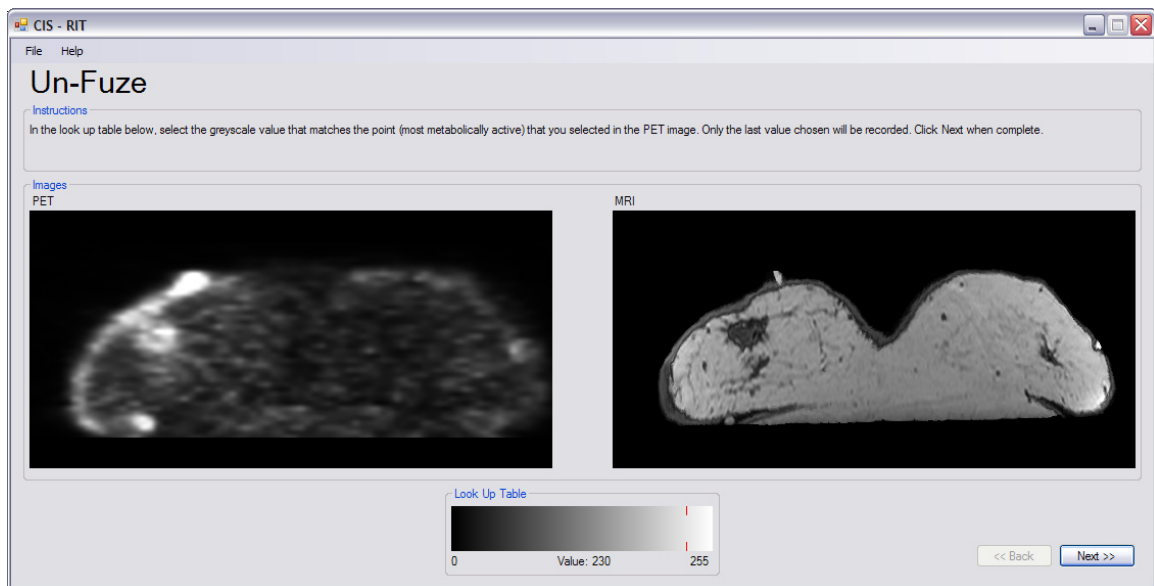 CIS - RIT
File Help
Un-Fuze
Instructions
In the look up table below, select the greyscale value that matches the point (most metabolically active) that you selected in the PET image. Only the last value chosen will be recorded. Click Next when complete.
Images
PET MRI
Look Up Table
0 Value: 230 255
<< Back Next >>